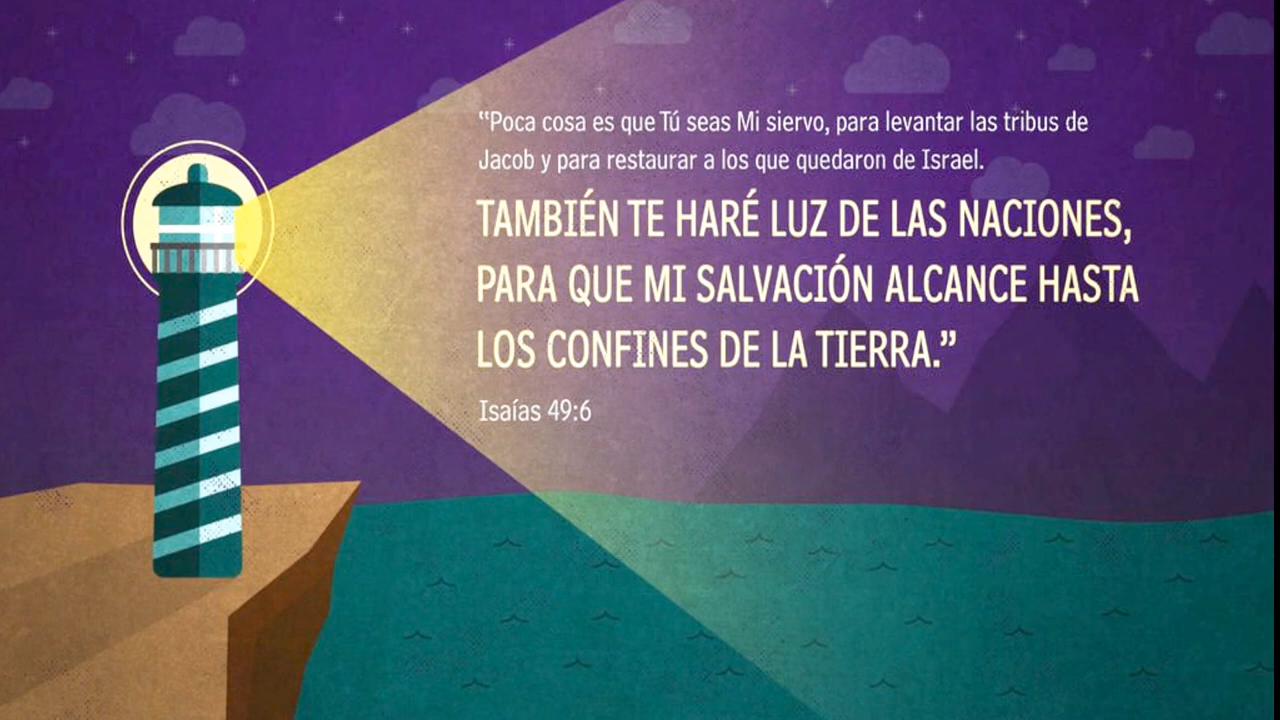 “Poca cosa es que Tú seas Mi siervo, para levantar las tribus de
Jacob y para restaurar a los que quedaron de Israel.
TAMBIÉN TE HARÉ LUZ DE LAS NACIONES,
PARA QUE MI SALVACIÓN ALCANCE HASTA
LOS CONFINES DE LA TIERRA.”
Isaías 49:6